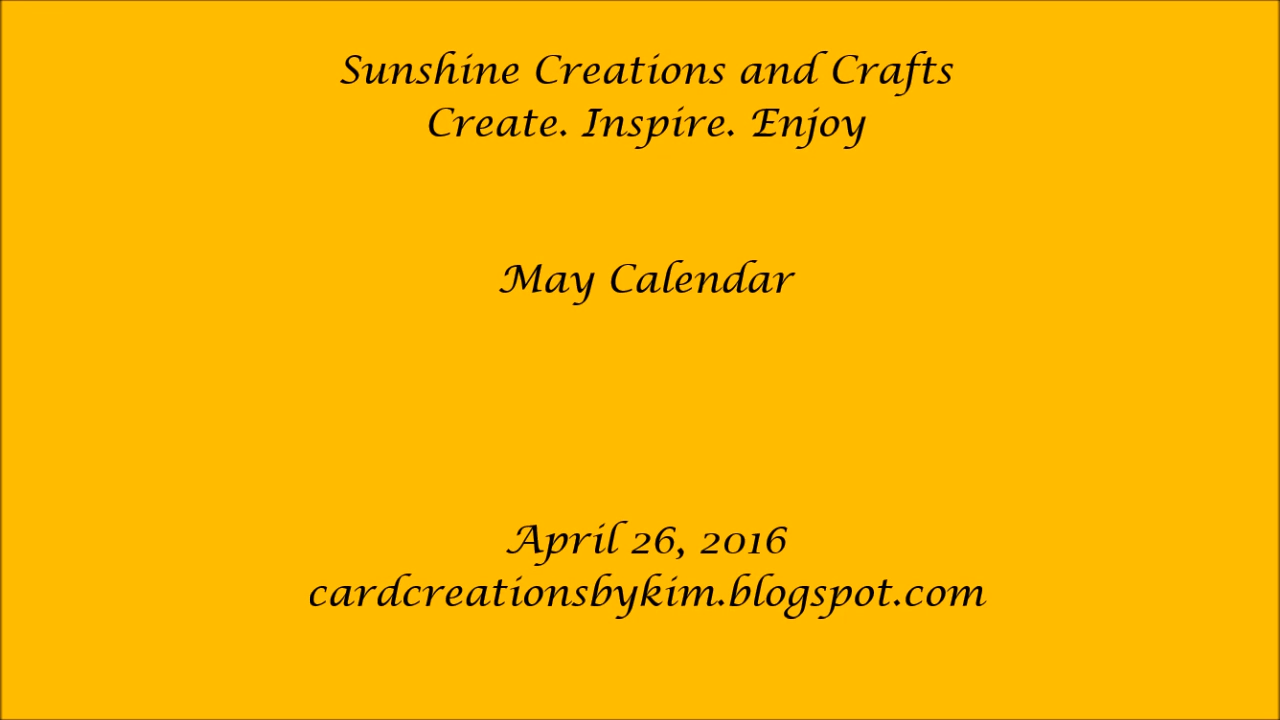 Sunshine Creations and Crafts
Create. Inspire. Enjoy
May Calendar
April 26, 2016
cardcreationsbykim.blogspot.com